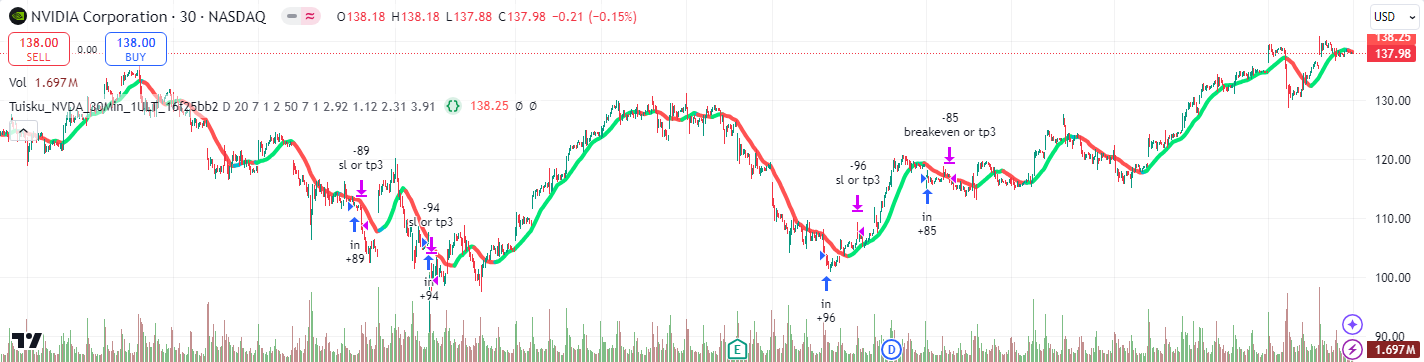 NVIDIA Corporation · 30 · NASDAQ O138.18 H138.18 L137.88 C137.98 −0.21 (−0.15%)
USD
138.00
SELL
0.00
138.00
BUY
138.25
137.98
Vol 1.697M
Tuisku_NVDA_30Min_1ULT_16f25bb2 D 20 7 1 2 50 7 1 2.92 1.12 2.31 3.91 {} 138.25 Ø Ø
130.00
120.00
110.00
100.00
90.00
1.697M
-89
sl or tp3
in
+89
-94
sl or tp3
in
+94
-96
sl or tp3
in
+96
-85
breakeven or tp3
in
+85
E
D